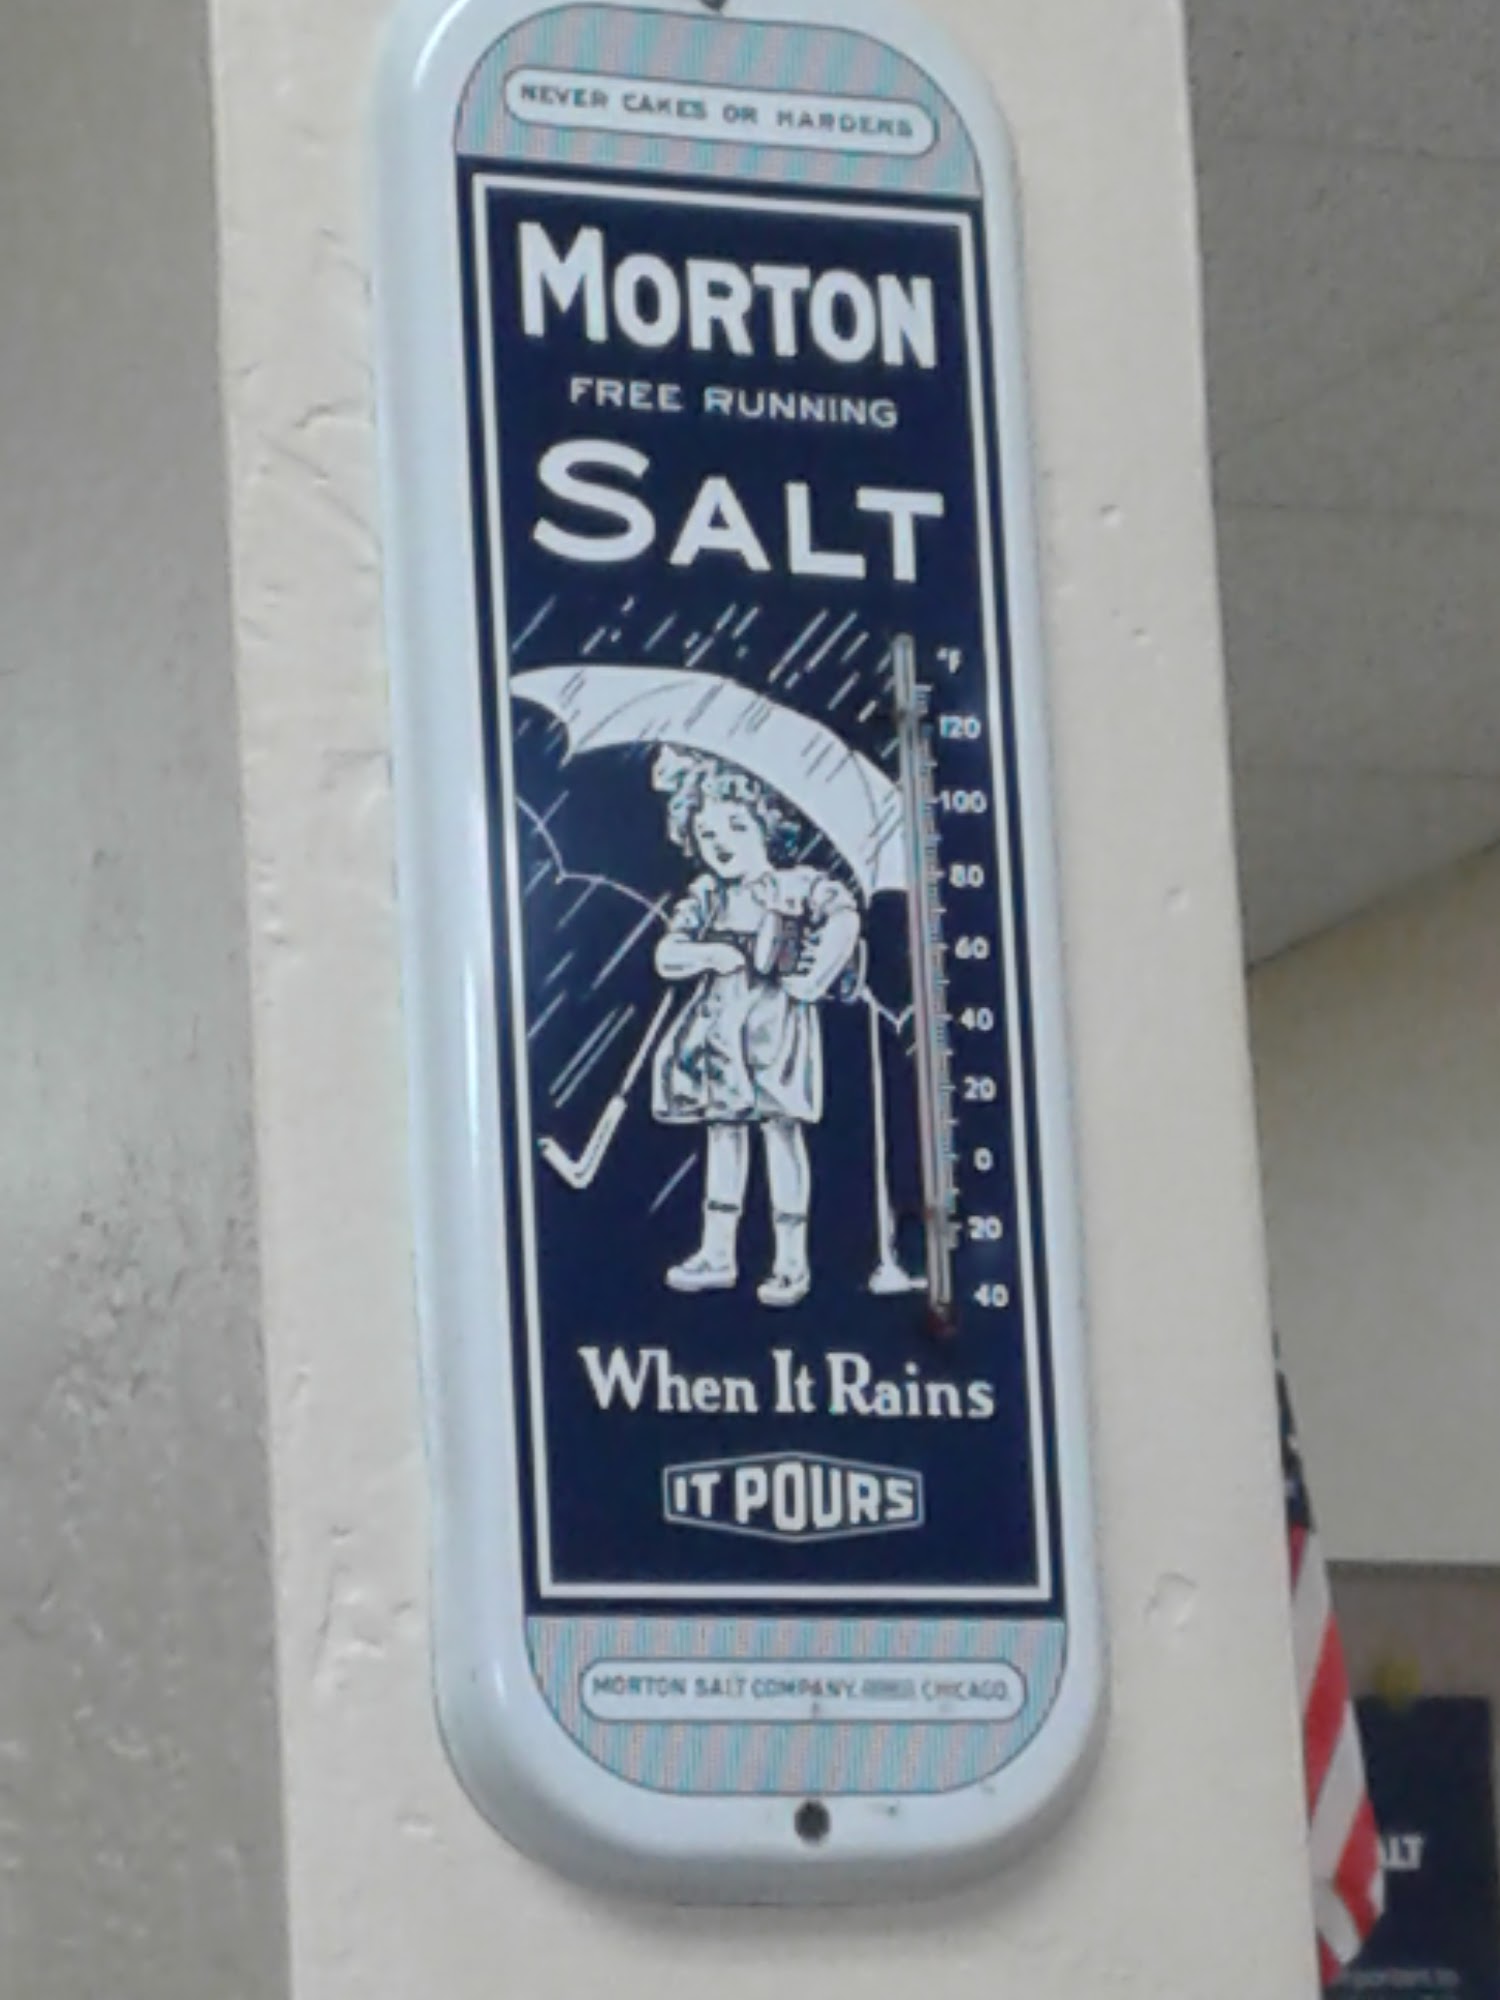 NEVER CAKES OR HARDENS
MORTON
FREE RUNNING
SALT
°F
120
100
80
60
40
20
0
20
40
When It Rains
IT POURS
MORTON SALT COMPANY CHICAGO
LT